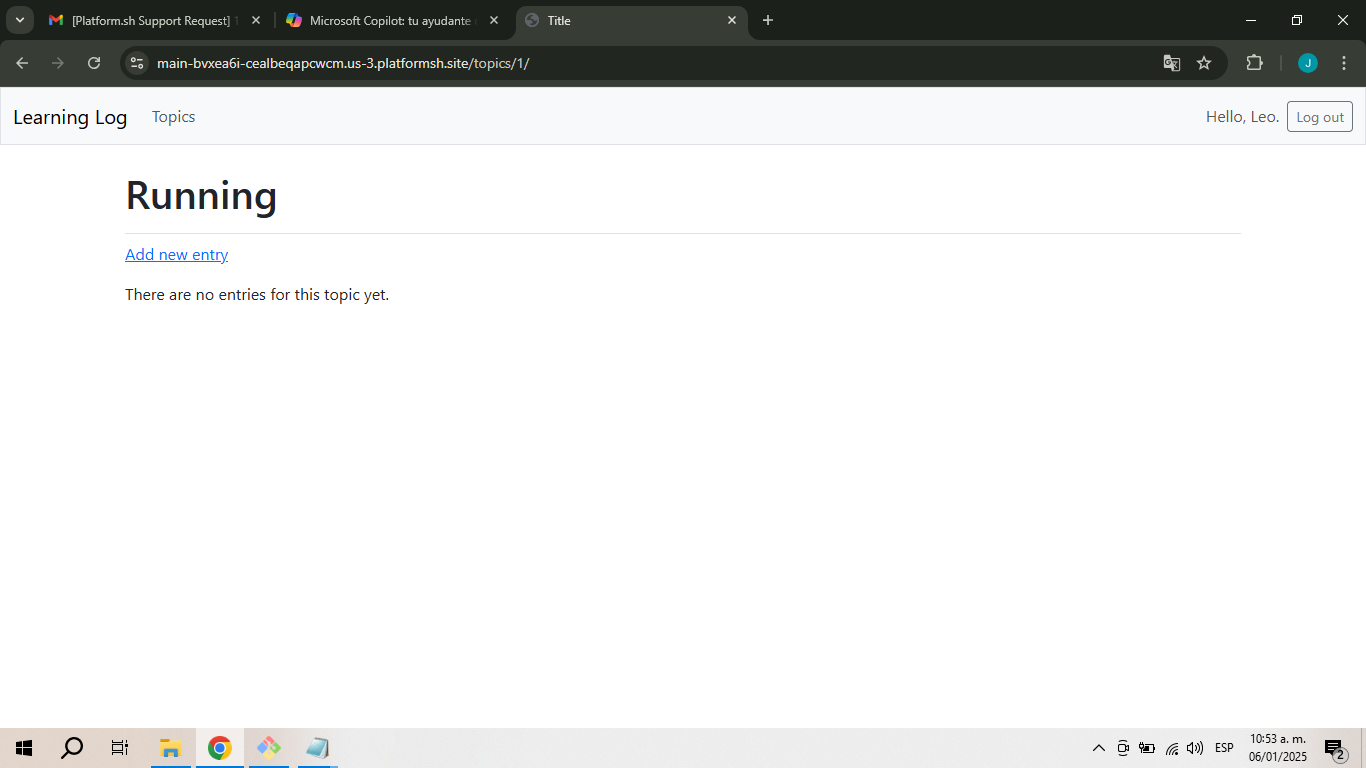 [Platform.sh Support Request]
Microsoft Copilot: tu ayudante
Title
main-bvxea6i-cealbeqapcwcm.us-3.platformsh.site/topics/1/
J
Learning Log
Topics
Hello, Leo.
Log out
Running
Add new entry
There are no entries for this topic yet.
ESP
10:53 a. m.
06/01/2025
2